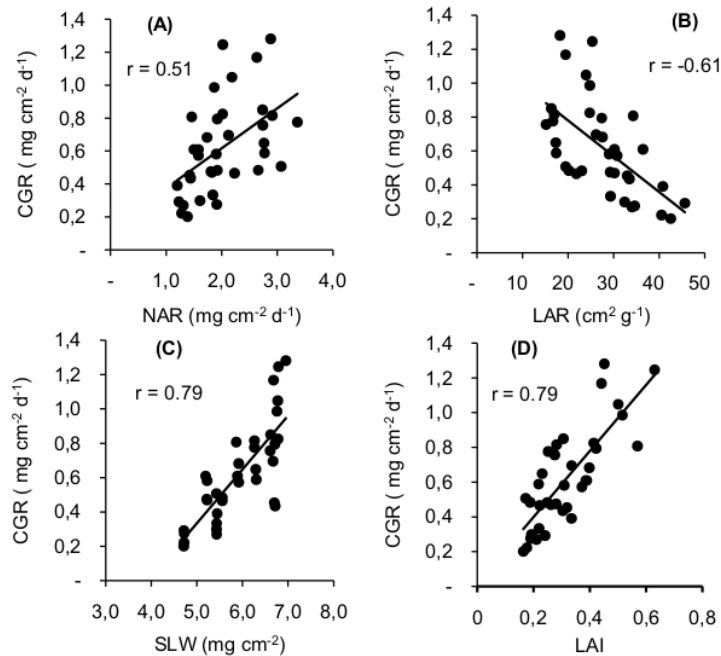 (A)
r = 0.51
CGR ( mg cm-2 d-1)
1,4
1,2
1,0
0,8
0,6
0,4
0,2
-
- 1,0 2,0 3,0 4,0
NAR (mg cm-2 d-1)
(B)
r = -0.61
CGR ( mg cm-2 d-1)
1,4
1,2
1,0
0,8
0,6
0,4
0,2
-
- 10 20 30 40 50
LAR (cm2 g-1)
(C)
r = 0.79
CGR ( mg cm-2 d-1)
1,4
1,2
1,0
0,8
0,6
0,4
0,2
-
3,0 4,0 5,0 6,0 7,0 8,0
SLW (mg cm-2)
(D)
r = 0.79
CGR ( mg cm-2 d-1)
1,4
1,2
1,0
0,8
0,6
0,4
0,2
-
0 0,2 0,4 0,6 0,8
LAI